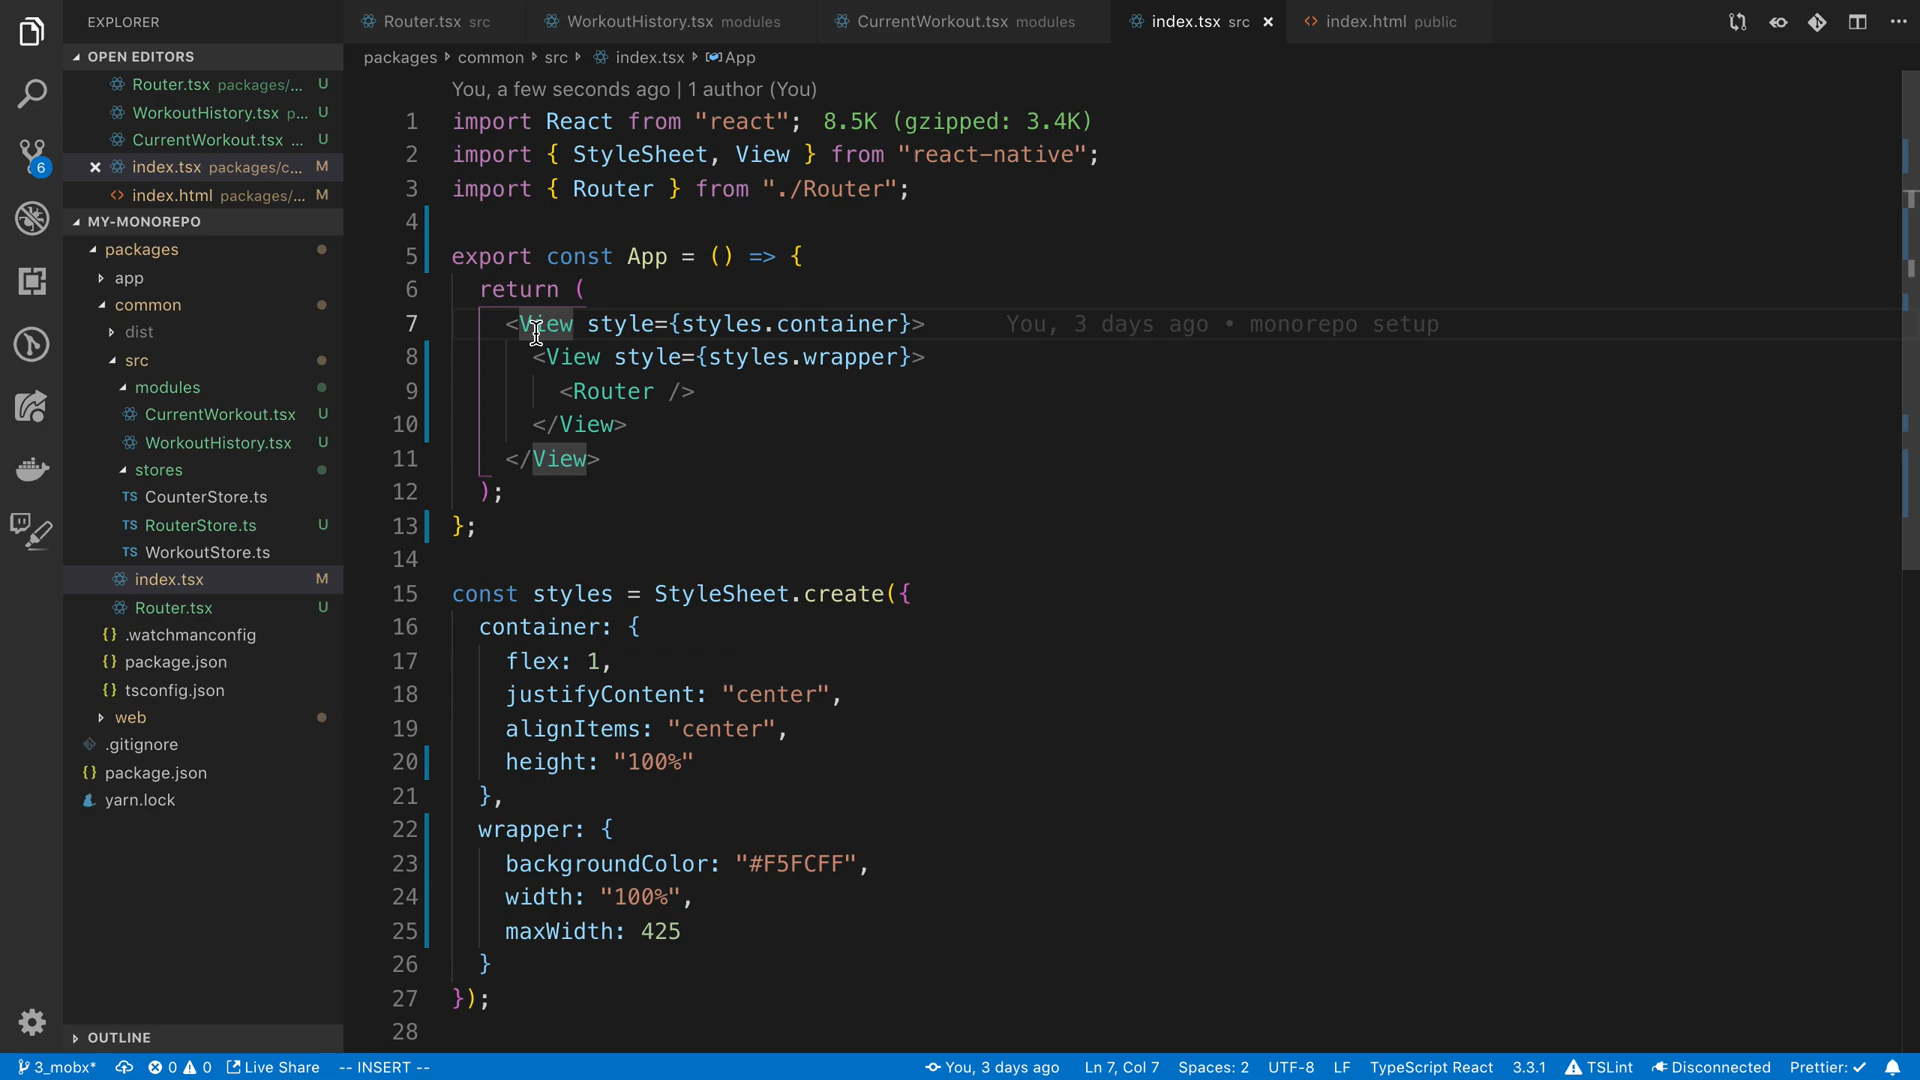 EXPLORER
OPEN EDITORS
Router.tsx packages/... U
WorkoutHistory.tsx p... U
CurrentWorkout.tsx ... U
index.tsx packages/c... M
index.html packages/... M
MY-MONOREPO
packages
app
common
dist
src
modules
CurrentWorkout.tsx U
WorkoutHistory.tsx U
stores
TS CounterStore.ts
TS RouterStore.ts U
TS WorkoutStore.ts
index.tsx M
Router.tsx U
{} .watchmanconfig
{} package.json
{} tsconfig.json
web
.gitignore
{} package.json
yarn.lock
OUTLINE
6
Router.tsx src
WorkoutHistory.tsx modules
CurrentWorkout.tsx modules
index.tsx src
index.html public
packages common src index.tsx App
You, a few seconds ago | 1 author (You)
1 import React from "react"; 8.5K (gzipped: 3.4K)
2 import { StyleSheet, View } from "react-native";
3 import { Router } from "./Router";
4
5 export const App = () => {
6 return (
7 <View style={styles.container}> You, 3 days ago • monorepo setup
8 <View style={styles.wrapper}>
9 <Router />
10 </View>
11 </View>
12 );
13 };
14
15 const styles = StyleSheet.create({
16 container: {
17 flex: 1,
18 justifyContent: "center",
19 alignItems: "center",
20 height: "100%"
21 },
22 wrapper: {
23 backgroundColor: "#F5FCFF",
24 width: "100%",
25 maxWidth: 425
26 }
27 });
28
3_mobx* 0 0 Live Share -- INSERT -- You, 3 days ago Ln 7, Col 7 Spaces: 2 UTF-8 LF TypeScript React 3.3.1 TSLint Disconnected Prettier: ✓